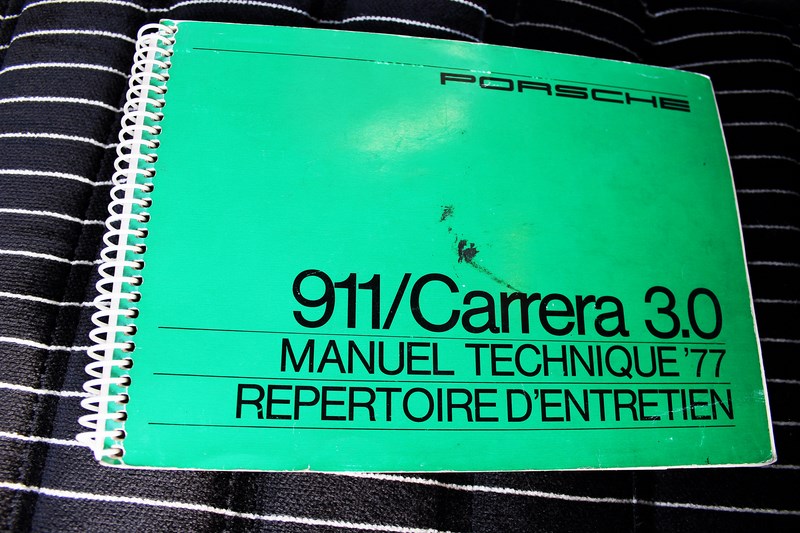 PORSCHE
911/Carrera 3.0
MANUEL TECHNIQUE '77
REPERTOIRE D'ENTRETIEN